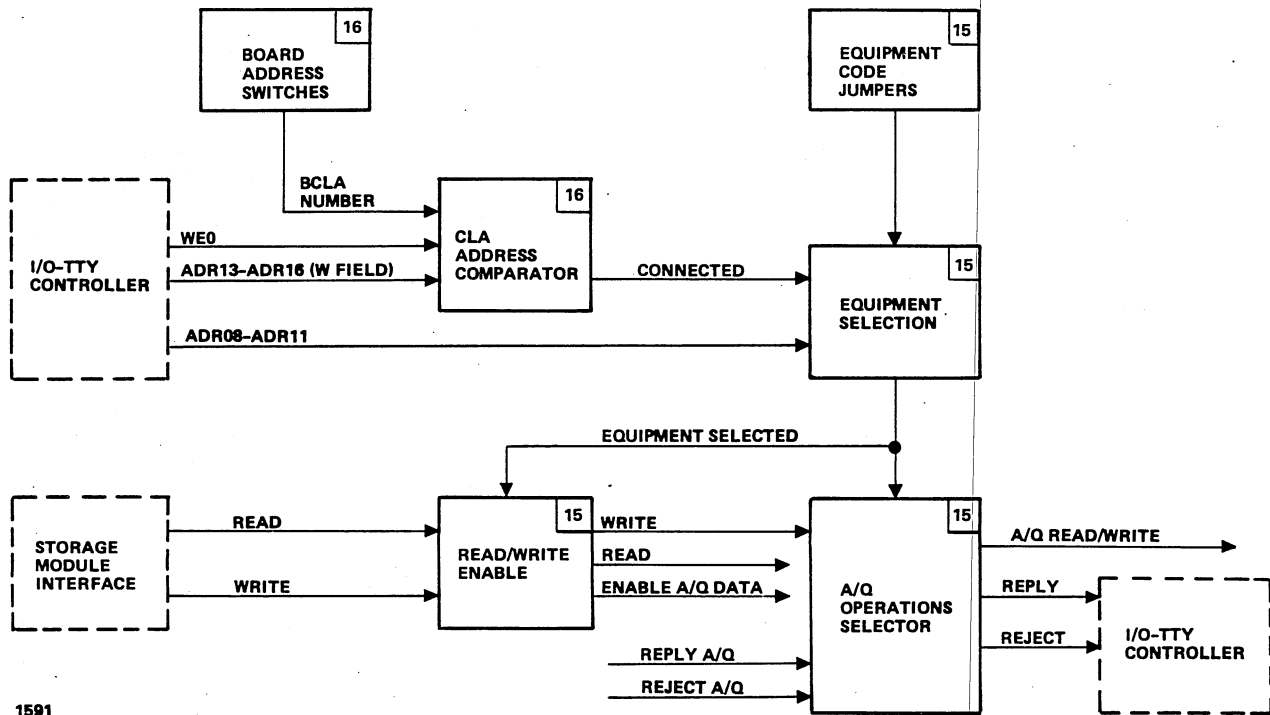 16
BOARD
ADDRESS
SWITCHES
15
EQUIPMENT
CODE
JUMPERS
BCLA
NUMBER
16
CLA
ADDRESS
COMPARATOR
I/O-TTY
CONTROLLER
WE0
ADR13-ADR16 (W FIELD)
ADR08-ADR11
CONNECTED
15
EQUIPMENT
SELECTION
EQUIPMENT SELECTED
STORAGE
MODULE
INTERFACE
READ
WRITE
15
READ/WRITE
ENABLE
WRITE
READ
ENABLE A/Q DATA
REPLY A/Q
REJECT A/Q
15
A/Q
OPERATIONS
SELECTOR
A/Q READ/WRITE
REPLY
REJECT
I/O-TTY
CONTROLLER
1591